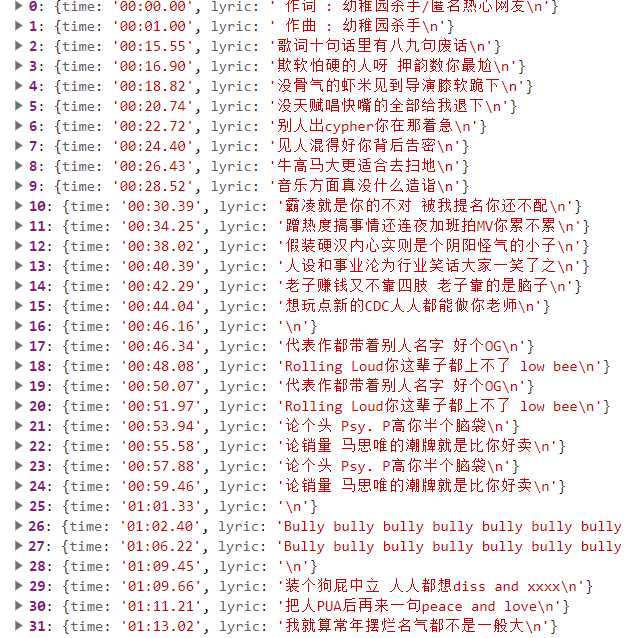 0: {time: '00:00.00', lyric: ' 作词 : 幼稚园杀手/匿名热心网友\n'}
1: {time: '00:01.00', lyric: ' 作曲 : 幼稚园杀手\n'}
2: {time: '00:15.55', lyric: '歌词十句话里有八九句废话\n'}
3: {time: '00:16.90', lyric: '欺软怕硬的人呀 押韵数你最尬\n'}
4: {time: '00:18.82', lyric: '没骨气的虾米见到导演膝软跪下\n'}
5: {time: '00:20.74', lyric: '没天赋唱快嘴的全部给我退下\n'}
6: {time: '00:22.72', lyric: '别人出cypher你在那着急\n'}
7: {time: '00:24.40', lyric: '见人混得好你背后告密\n'}
8: {time: '00:26.43', lyric: '牛高马大更适合去扫地\n'}
9: {time: '00:28.52', lyric: '音乐方面真没什么造诣\n'}
10: {time: '00:30.39', lyric: '霸凌就是你的不对 被我提名你还不配\n'}
11: {time: '00:34.25', lyric: '蹭热度搞事情还连夜加班拍MV你累不累\n'}
12: {time: '00:38.02', lyric: '假装硬汉内心实则是个阴阳怪气的小子\n'}
13: {time: '00:40.39', lyric: '人设和事业沦为行业笑话大家一笑了之\n'}
14: {time: '00:42.29', lyric: '老子赚钱又不靠四肢 老子靠的是脑子\n'}
15: {time: '00:44.04', lyric: '想玩点新的CDC人人都能做你老师\n'}
16: {time: '00:46.16', lyric: '\n'}
17: {time: '00:46.34', lyric: '代表作都带着别人名字 好个OG\n'}
18: {time: '00:48.08', lyric: 'Rolling Loud你这辈子都上不了 low bee\n'}
19: {time: '00:50.07', lyric: '代表作都带着别人名字 好个OG\n'}
20: {time: '00:51.97', lyric: 'Rolling Loud你这辈子都上不了 low bee\n'}
21: {time: '00:53.94', lyric: '论个头 Psy. P高你半个脑袋\n'}
22: {time: '00:55.58', lyric: '论销量 马思唯的潮牌就是比你好卖\n'}
23: {time: '00:57.88', lyric: '论个头 Psy. P高你半个脑袋\n'}
24: {time: '00:59.46', lyric: '论销量 马思唯的潮牌就是比你好卖\n'}
25: {time: '01:01.33', lyric: '\n'}
26: {time: '01:02.40', lyric: 'Bully bully bully bully bully bully bully
27: {time: '01:06.22', lyric: 'Bully bully bully bully bully bully bully
28: {time: '01:09.45', lyric: '\n'}
29: {time: '01:09.66', lyric: '装个狗屁中立 人人都想diss and xxxx\n'}
30: {time: '01:11.21', lyric: '把人PUA后再来一句peace and love\n'}
31: {time: '01:13.02', lyric: '我就算常年摆烂名气都不是一般大\n'}